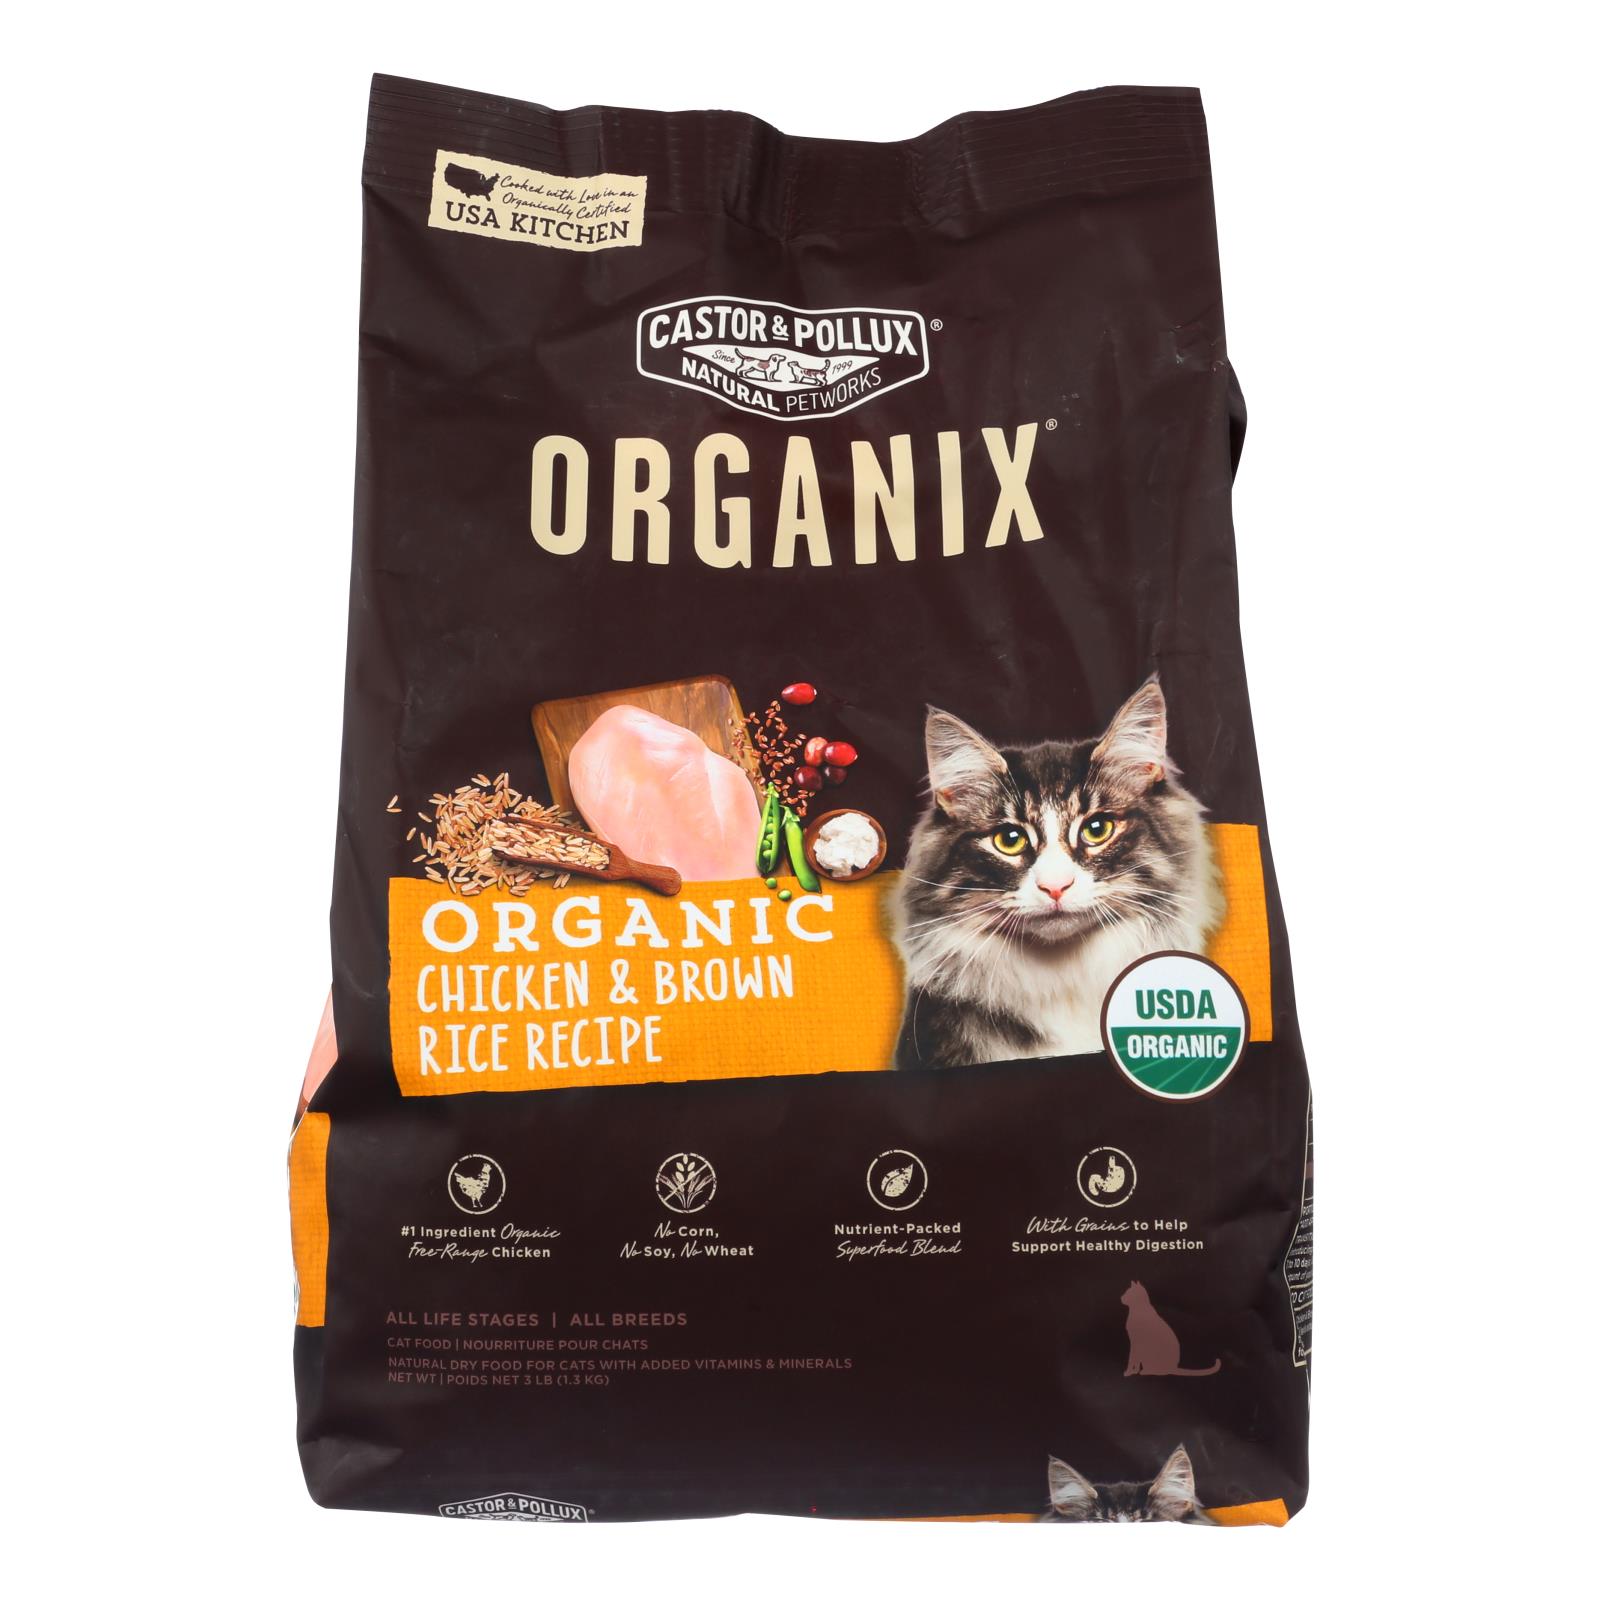 Cooked with Love in an
Organically Certified
USA KITCHEN
CASTOR & POLLUX®
Since 1999
NATURAL PETWORKS
ORGANIX®
ORGANIC
CHICKEN & BROWN
RICE RECIPE
USDA
ORGANIC
#1 Ingredient Organic
Free-Range Chicken
No Corn,
No Soy, No Wheat
Nutrient-Packed
Superfood Blend
With Grains to Help
Support Healthy Digestion
ALL LIFE STAGES | ALL BREEDS
CAT FOOD | NOURRITURE POUR CHATS
NATURAL DRY FOOD FOR CATS WITH ADDED VITAMINS & MINERALS
NET WT | POIDS NET 3 LB (1.3 KG)
CASTOR & POLLUX®